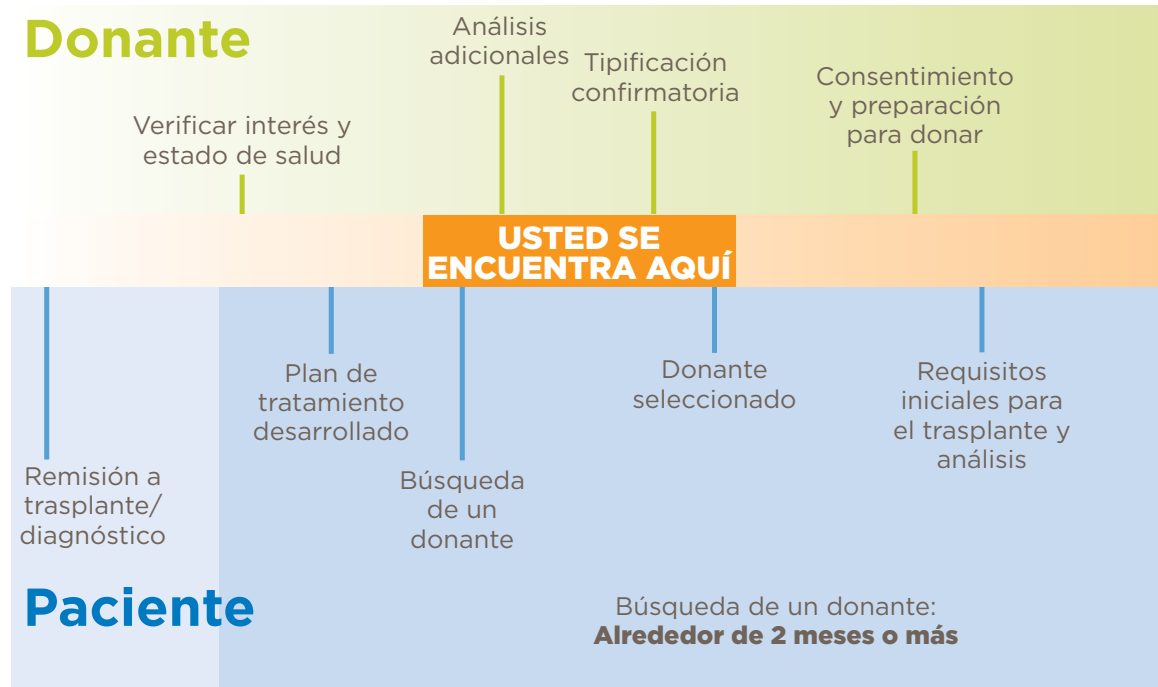 Donante
Análisis
adicionales
Tipificación
confirmatoria
Consentimiento
y preparación
para donar
Verificar interés y
estado de salud
USTED SE
ENCUENTRA AQUÍ
Plan de
tratamiento
desarrollado
Donante
seleccionado
Requisitos
iniciales para
el trasplante y
análisis
Remisión a
trasplante/
diagnóstico
Búsqueda
de un
donante
Paciente
Búsqueda de un donante:
Alrededor de 2 meses o más